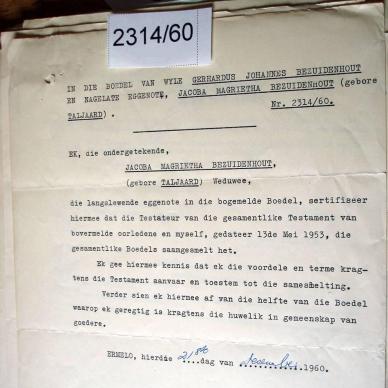 2314/60
IN DIE BOEDEL VAN WYLE GERHARDUS JOHANNES BEZUIDENHOUT
EN NAGELATE EGGENOTE, JACOBA MAGRIETHA BEZUIDENHOUT (gebore
TALJAARD).
Nr. 2314/60.
EK, die ondergetekende,
JACOBA MAGRIETHA BEZUIDENHOUT,
(gebore TALJAARD) Weduwee,
die langslewende eggenote in die bogemelde Boedel, sertifiseer
hiermee dat die Testateur van die gesamentlike Testament van
bovermelde oorledene en myself, gedateer 13de Mei 1953, die
gesamentlike Boedels saamgesmelt het.
Ek gee hiermee kennis dat ek die voordele en terme krag-
tens die Testament aanvaar en toestem tot die samesmelting.
Verder sien ek hiermee af van die helfte van die Boedel
waarop ek geregtig is kragtens die huwelik in gemeenskap van
goedere.
ERMELO, hierdie 21ste dag van Desember 1960.